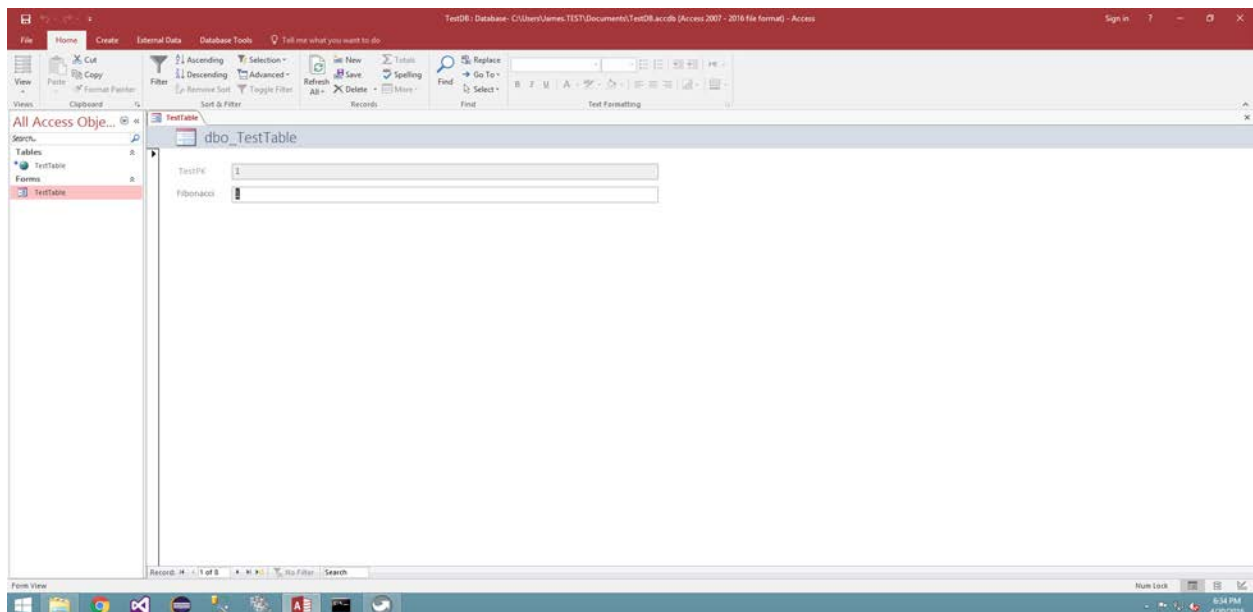 TestDB : Database- C:\Users\James.TEST\Documents\TestDB.accdb (Access 2007 - 2016 file format) - Access
Sign in ?
File Home Create External Data Database Tools Tell me what you want to do
View
Paste
Cut
Copy
Format Painter
Filter
Ascending
Descending
Remove Sort
Selection
Advanced
Toggle Filter
Refresh All
New
Save
Delete
Totals
Spelling
More
Find
Replace
Go To
Select
B I U A
Views Clipboard Sort & Filter Records Find Text Formatting
All Access Obje...
Search...
Tables
TestTable
Forms
TestTable
TestTable
dbo_TestTable
TestPK 1
Fibonacci
Record: 1 of 8 No Filter Search
Form View
Num Lock
6:34 PM